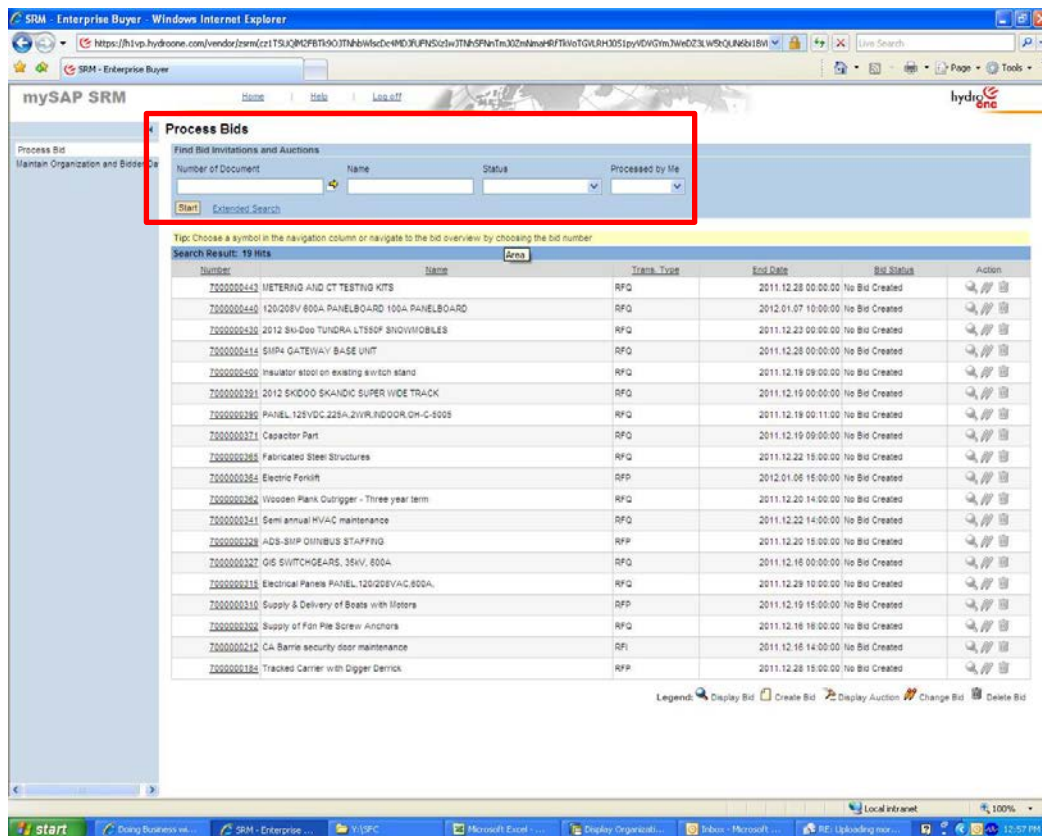 SRM - Enterprise Buyer - Windows Internet Explorer
Live Search
SRM - Enterprise Buyer
Page
Tools
mySAP SRM
Home | Help | Log off
hydro one
Process Bid
Maintain Organization and Bidder Da
Process Bids
Find Bid Invitations and Auctions
Number of Document Name Status Processed by Me
Start Extended Search
Tip: Choose a symbol in the navigation column or navigate to the bid overview by choosing the bid number
Search Result: 19 Hits
Area
Number Name Trans. Type End Date Bid Status Action
7000000443 METERING AND CT TESTING KITS RFQ 2011.12.28 00:00:00 No Bid Created
7000000440 120/208V 600A PANELBOARD 100A PANELBOARD RFQ 2012.01.07 10:00:00 No Bid Created
7000000430 2012 Ski-Doo TUNDRA LT550F SNOWMOBILES RFQ 2011.12.23 00:00:00 No Bid Created
7000000414 SMP4 GATEWAY BASE UNIT RFQ 2011.12.28 00:00:00 No Bid Created
7000000400 Insulator stool on existing switch stand RFQ 2011.12.19 09:00:00 No Bid Created
7000000391 2012 SKIDOO SKANDIC SUPER WIDE TRACK RFQ 2011.12.19 00:00:00 No Bid Created
7000000390 PANEL,125VDC,225A,2WIR,INDOOR,OH-C-5005 RFQ 2011.12.19 00:11:00 No Bid Created
7000000371 Capacitor Part RFQ 2011.12.19 09:00:00 No Bid Created
7000000365 Fabricated Steel Structures RFQ 2011.12.22 15:00:00 No Bid Created
7000000364 Electric Forklift RFP 2012.01.06 15:00:00 No Bid Created
7000000362 Wooden Plank Outrigger - Three year term RFQ 2011.12.20 14:00:00 No Bid Created
7000000341 Semi annual HVAC maintenance RFQ 2011.12.22 14:00:00 No Bid Created
7000000329 ADS-SMP OMNIBUS STAFFING RFP 2011.12.20 15:00:00 No Bid Created
7000000327 GIS SWITCHGEARS, 35kV, 800A RFQ 2011.12.16 00:00:00 No Bid Created
7000000315 Electrical Panels PANEL,120/208VAC,600A, RFQ 2011.12.29 10:00:00 No Bid Created
7000000310 Supply & Delivery of Boats with Motors RFP 2011.12.19 15:00:00 No Bid Created
7000000302 Supply of Fdn Pile Screw Anchors RFQ 2011.12.16 16:00:00 No Bid Created
7000000212 CA Barrie security door maintenance RFI 2011.12.16 14:00:00 No Bid Created
7000000184 Tracked Carrier with Digger Derrick RFP 2011.12.28 15:00:00 No Bid Created
Legend: Display Bid Create Bid Display Auction Change Bid Delete Bid
Local intranet 100%
start Doing Business wi... SRM - Enterprise ... Y:\SFC Microsoft Excel - ... Display Organizati... Inbox - Microsoft ... RE: Uploading mor... 12:57 PM